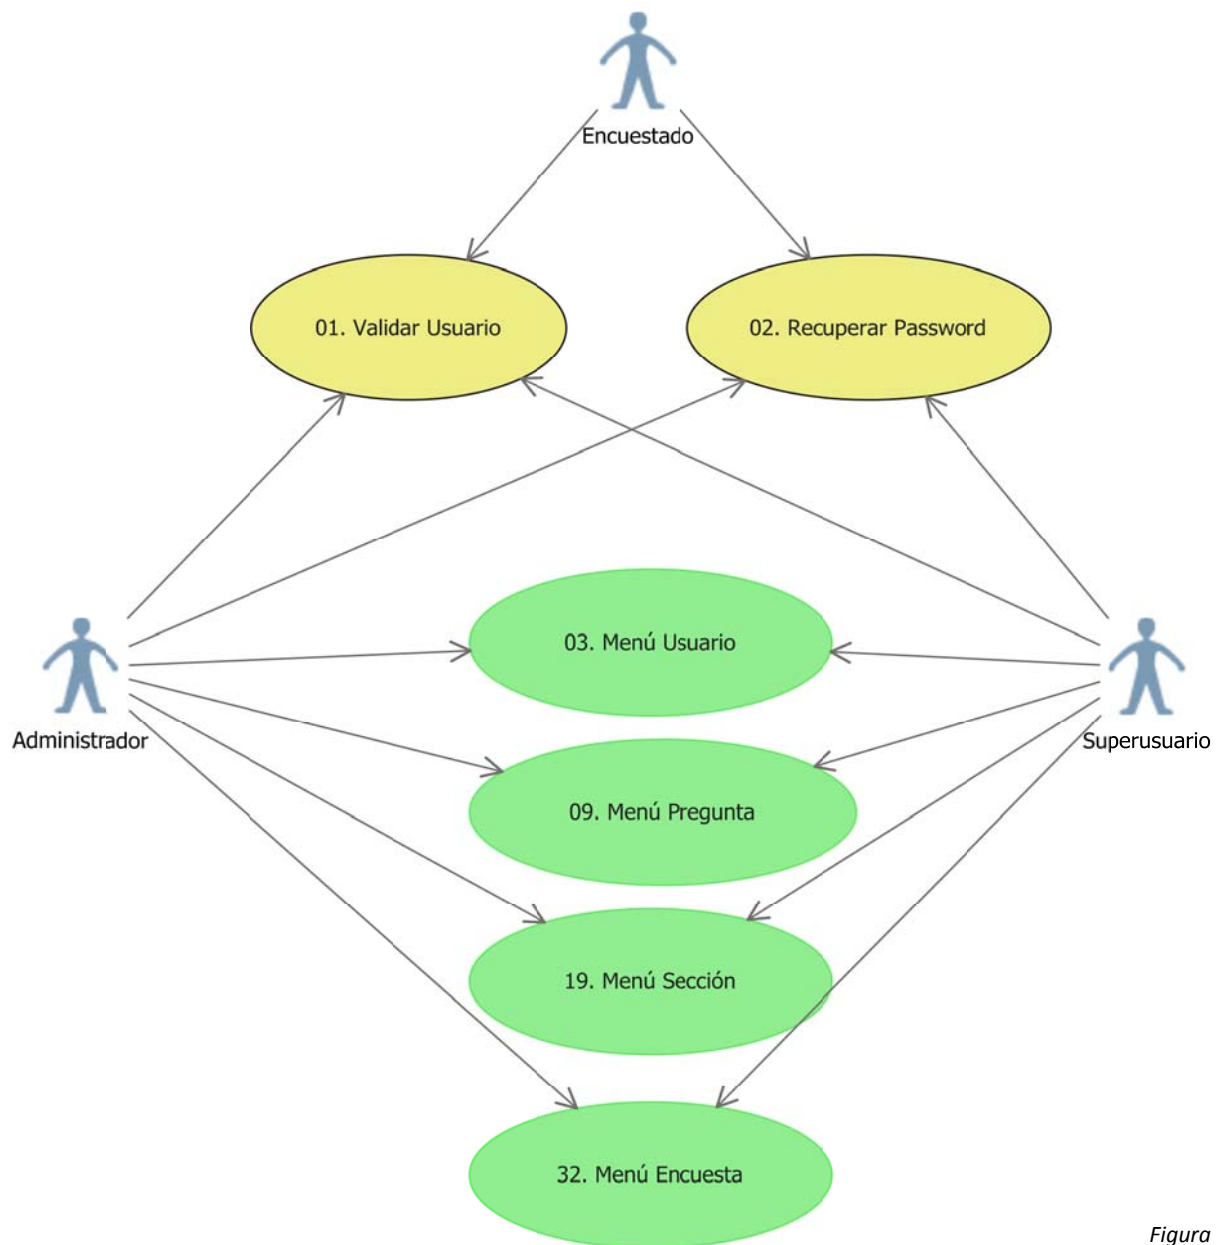 Encuestado
01. Validar Usuario
02. Recuperar Password
03. Menú Usuario
Administrador
Superusuario
09. Menú Pregunta
19. Menú Sección
32. Menú Encuesta
Figura